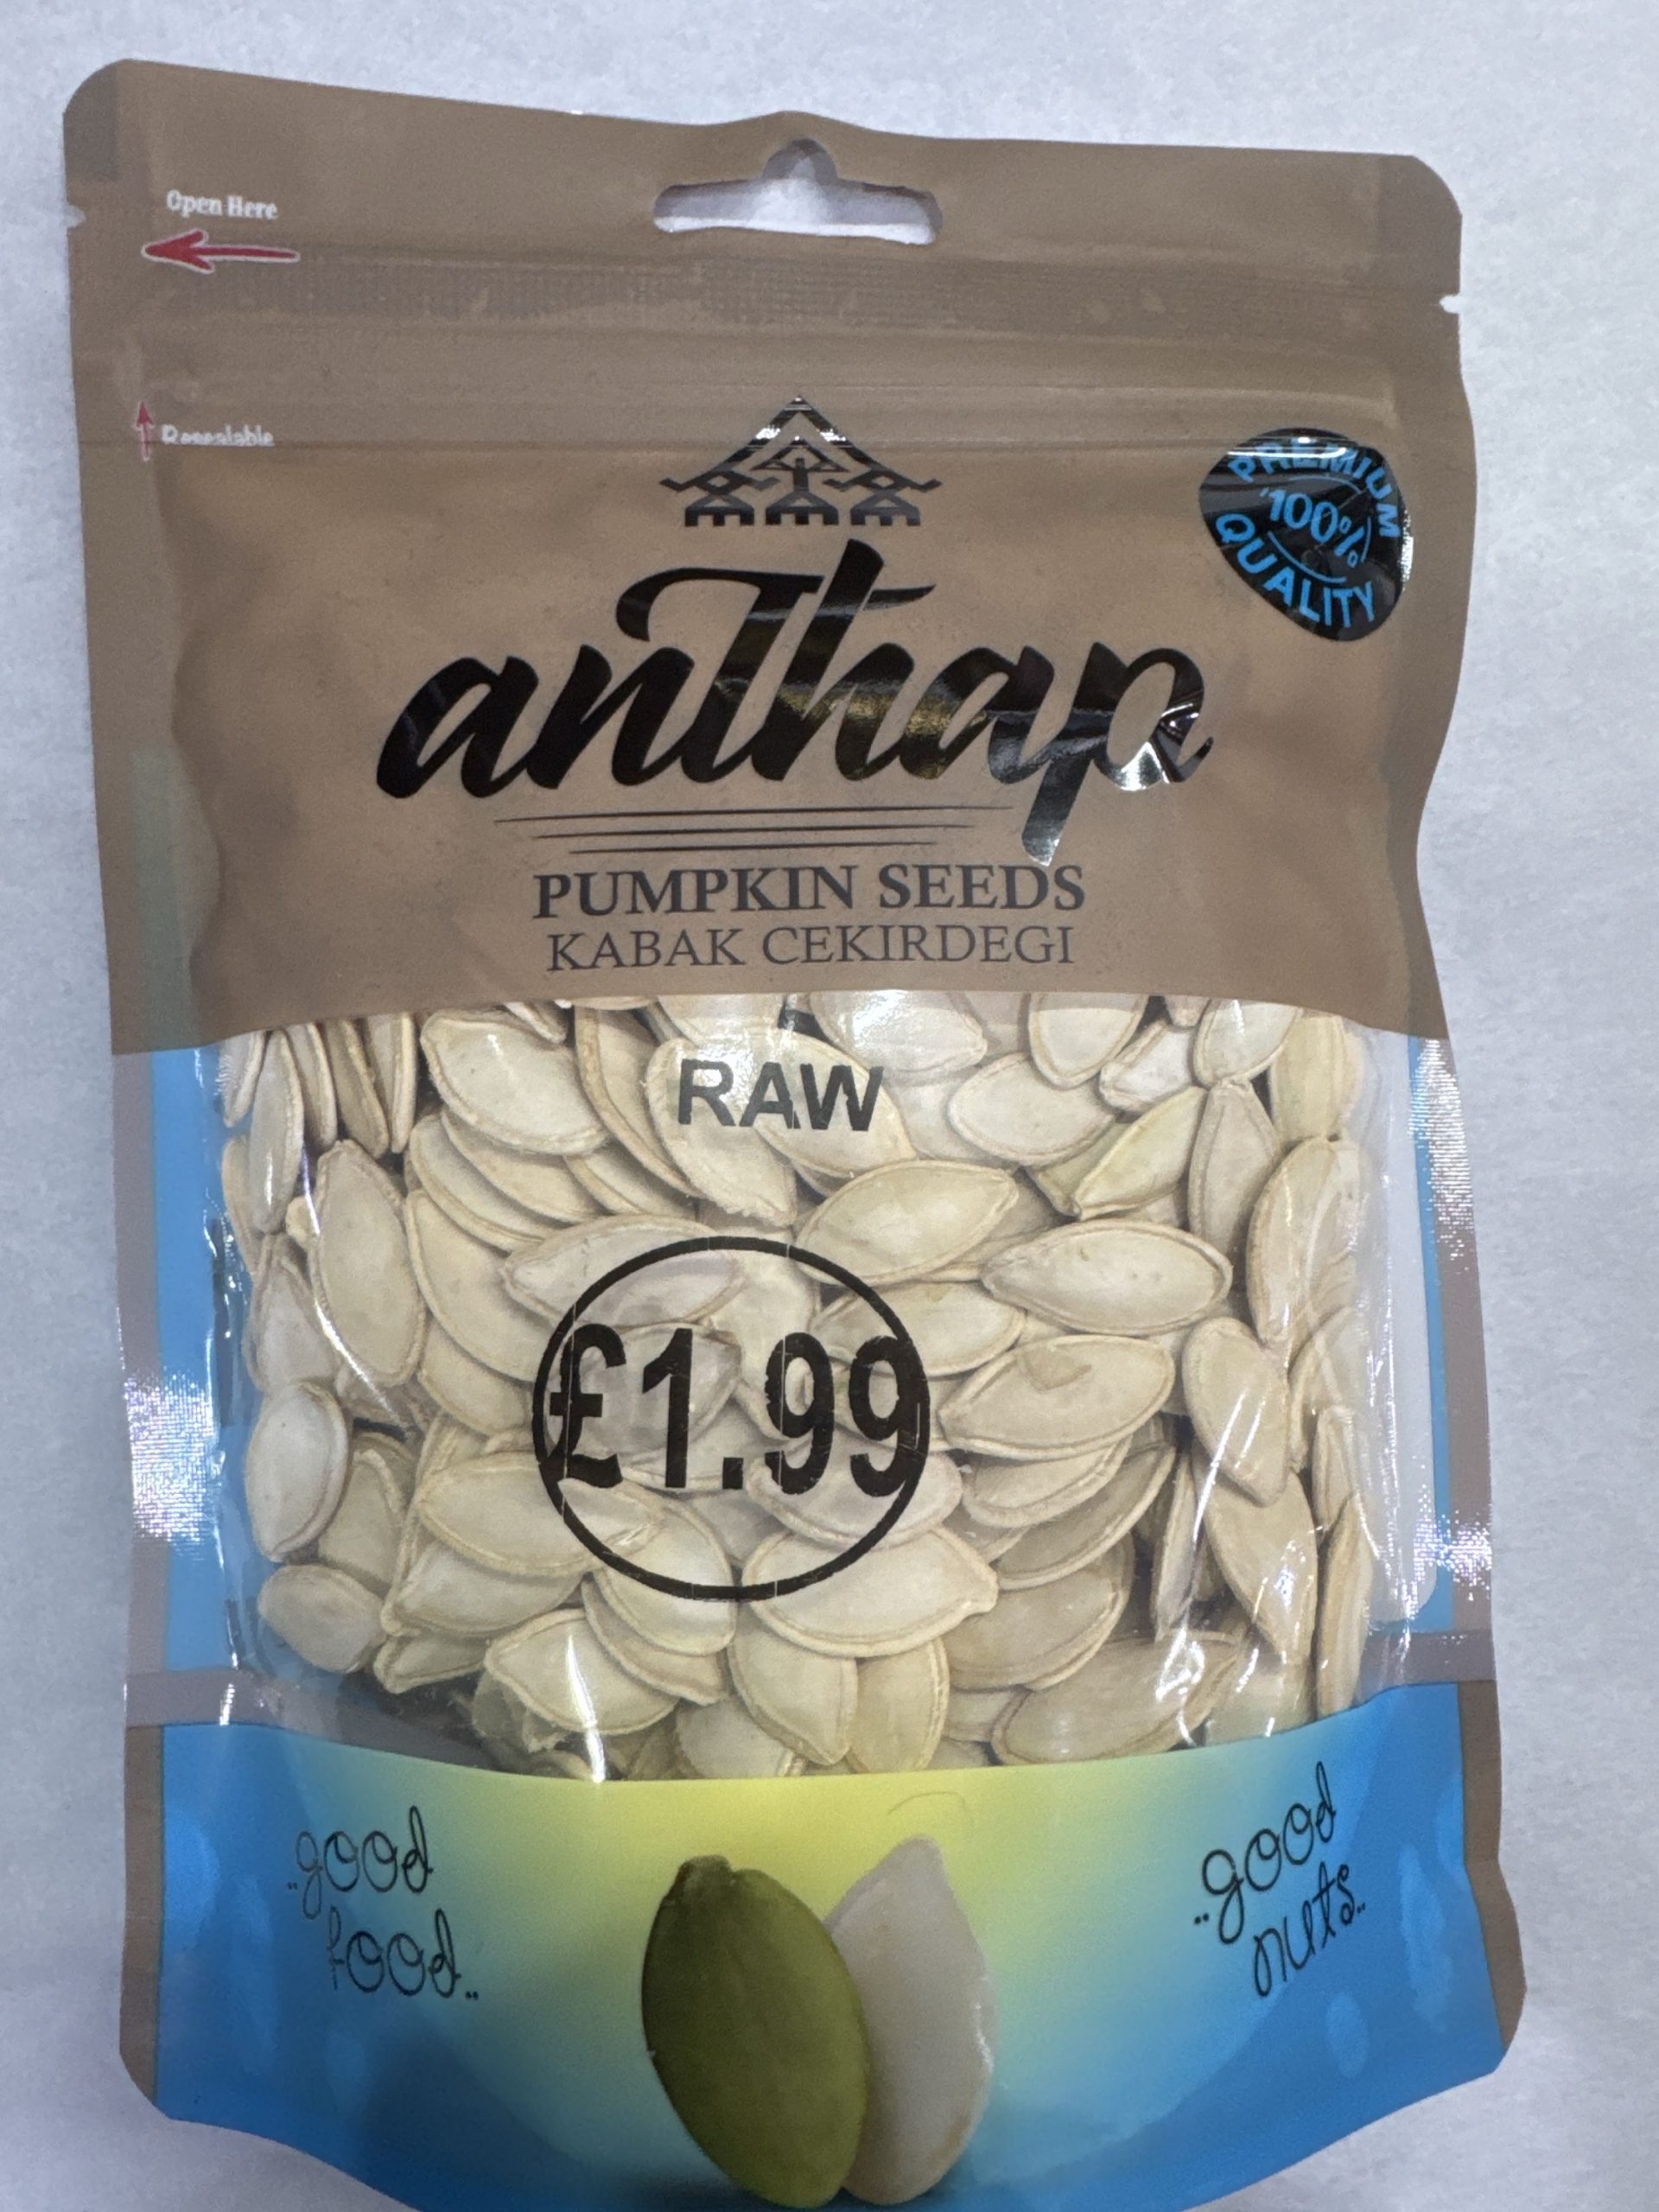 Open Here
Resealable
PREMIUM
100%
QUALITY
anThap
PUMPKIN SEEDS
KABAK CEKIRDEGI
RAW
£1.99
..good
food..
..good
nuts..